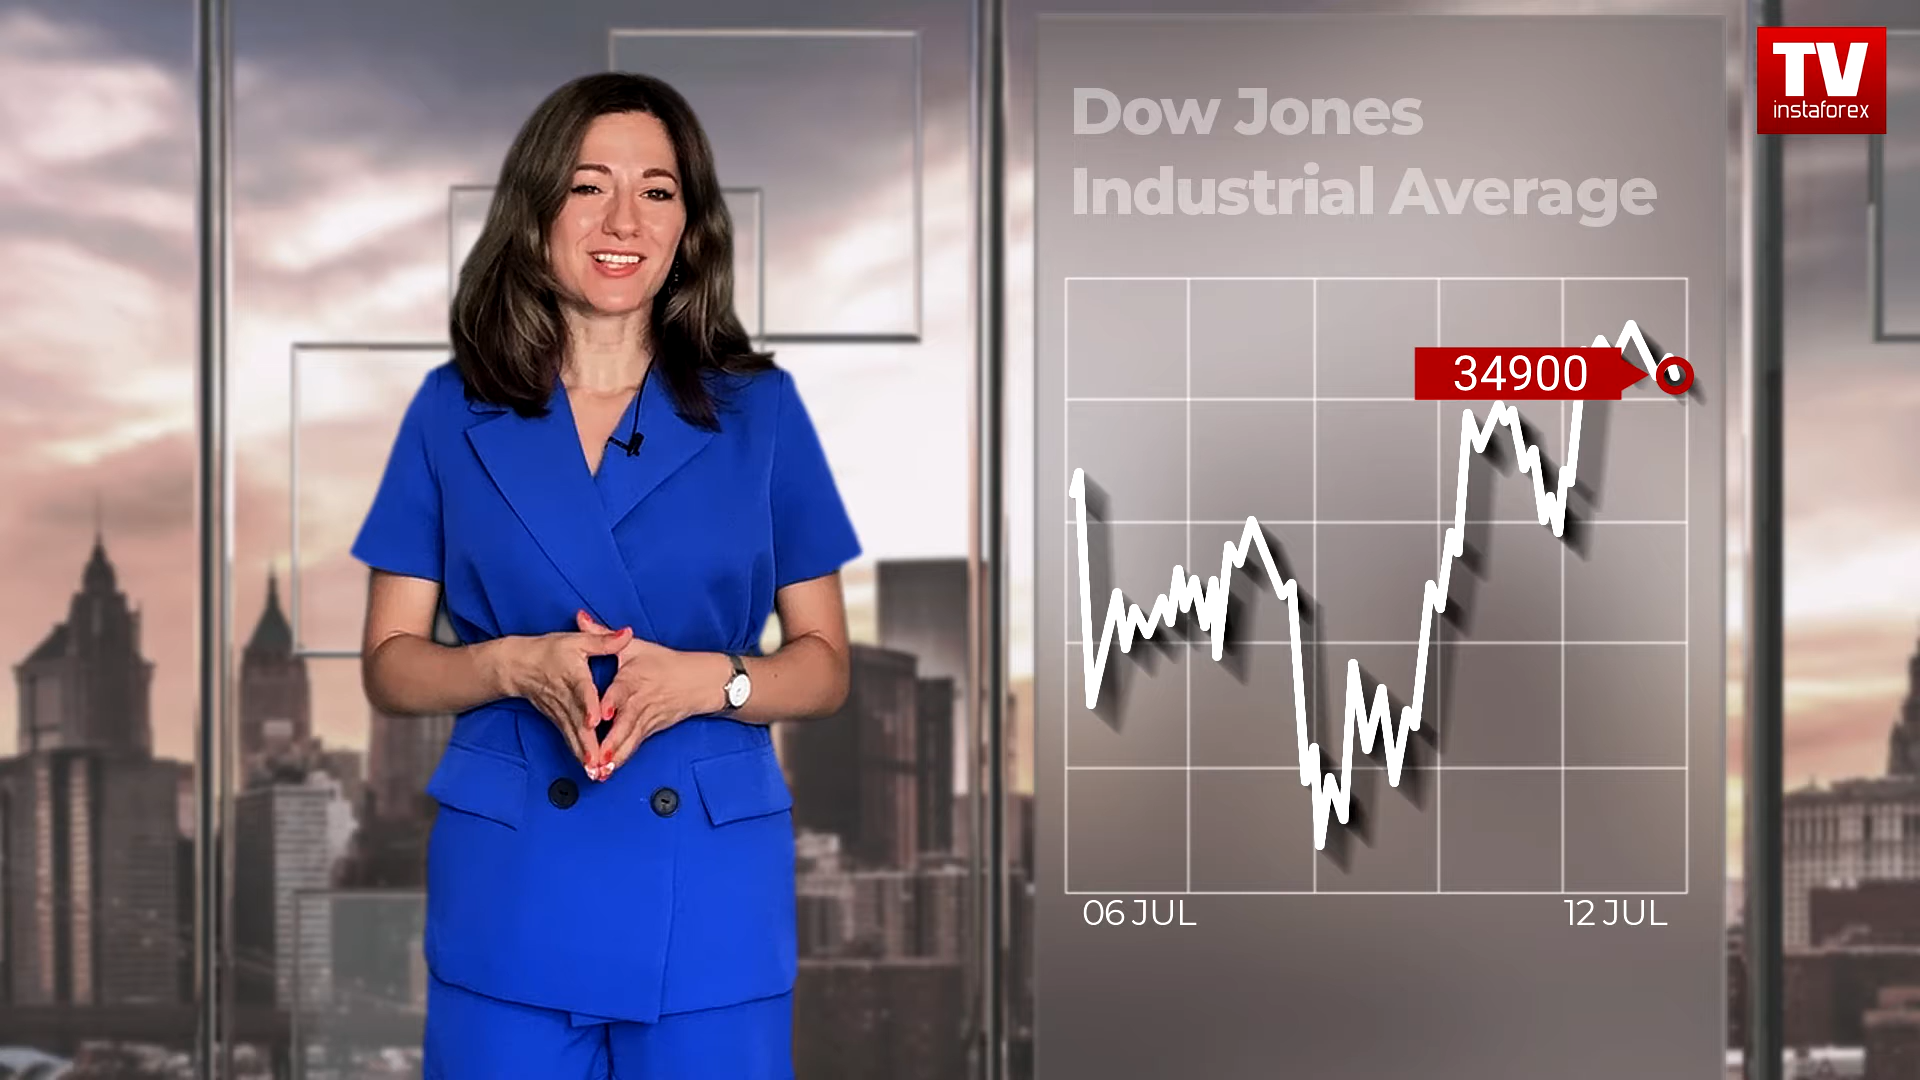 Dow Jones
Industrial Average
TV
instaforex
34900
06 JUL
12 JUL